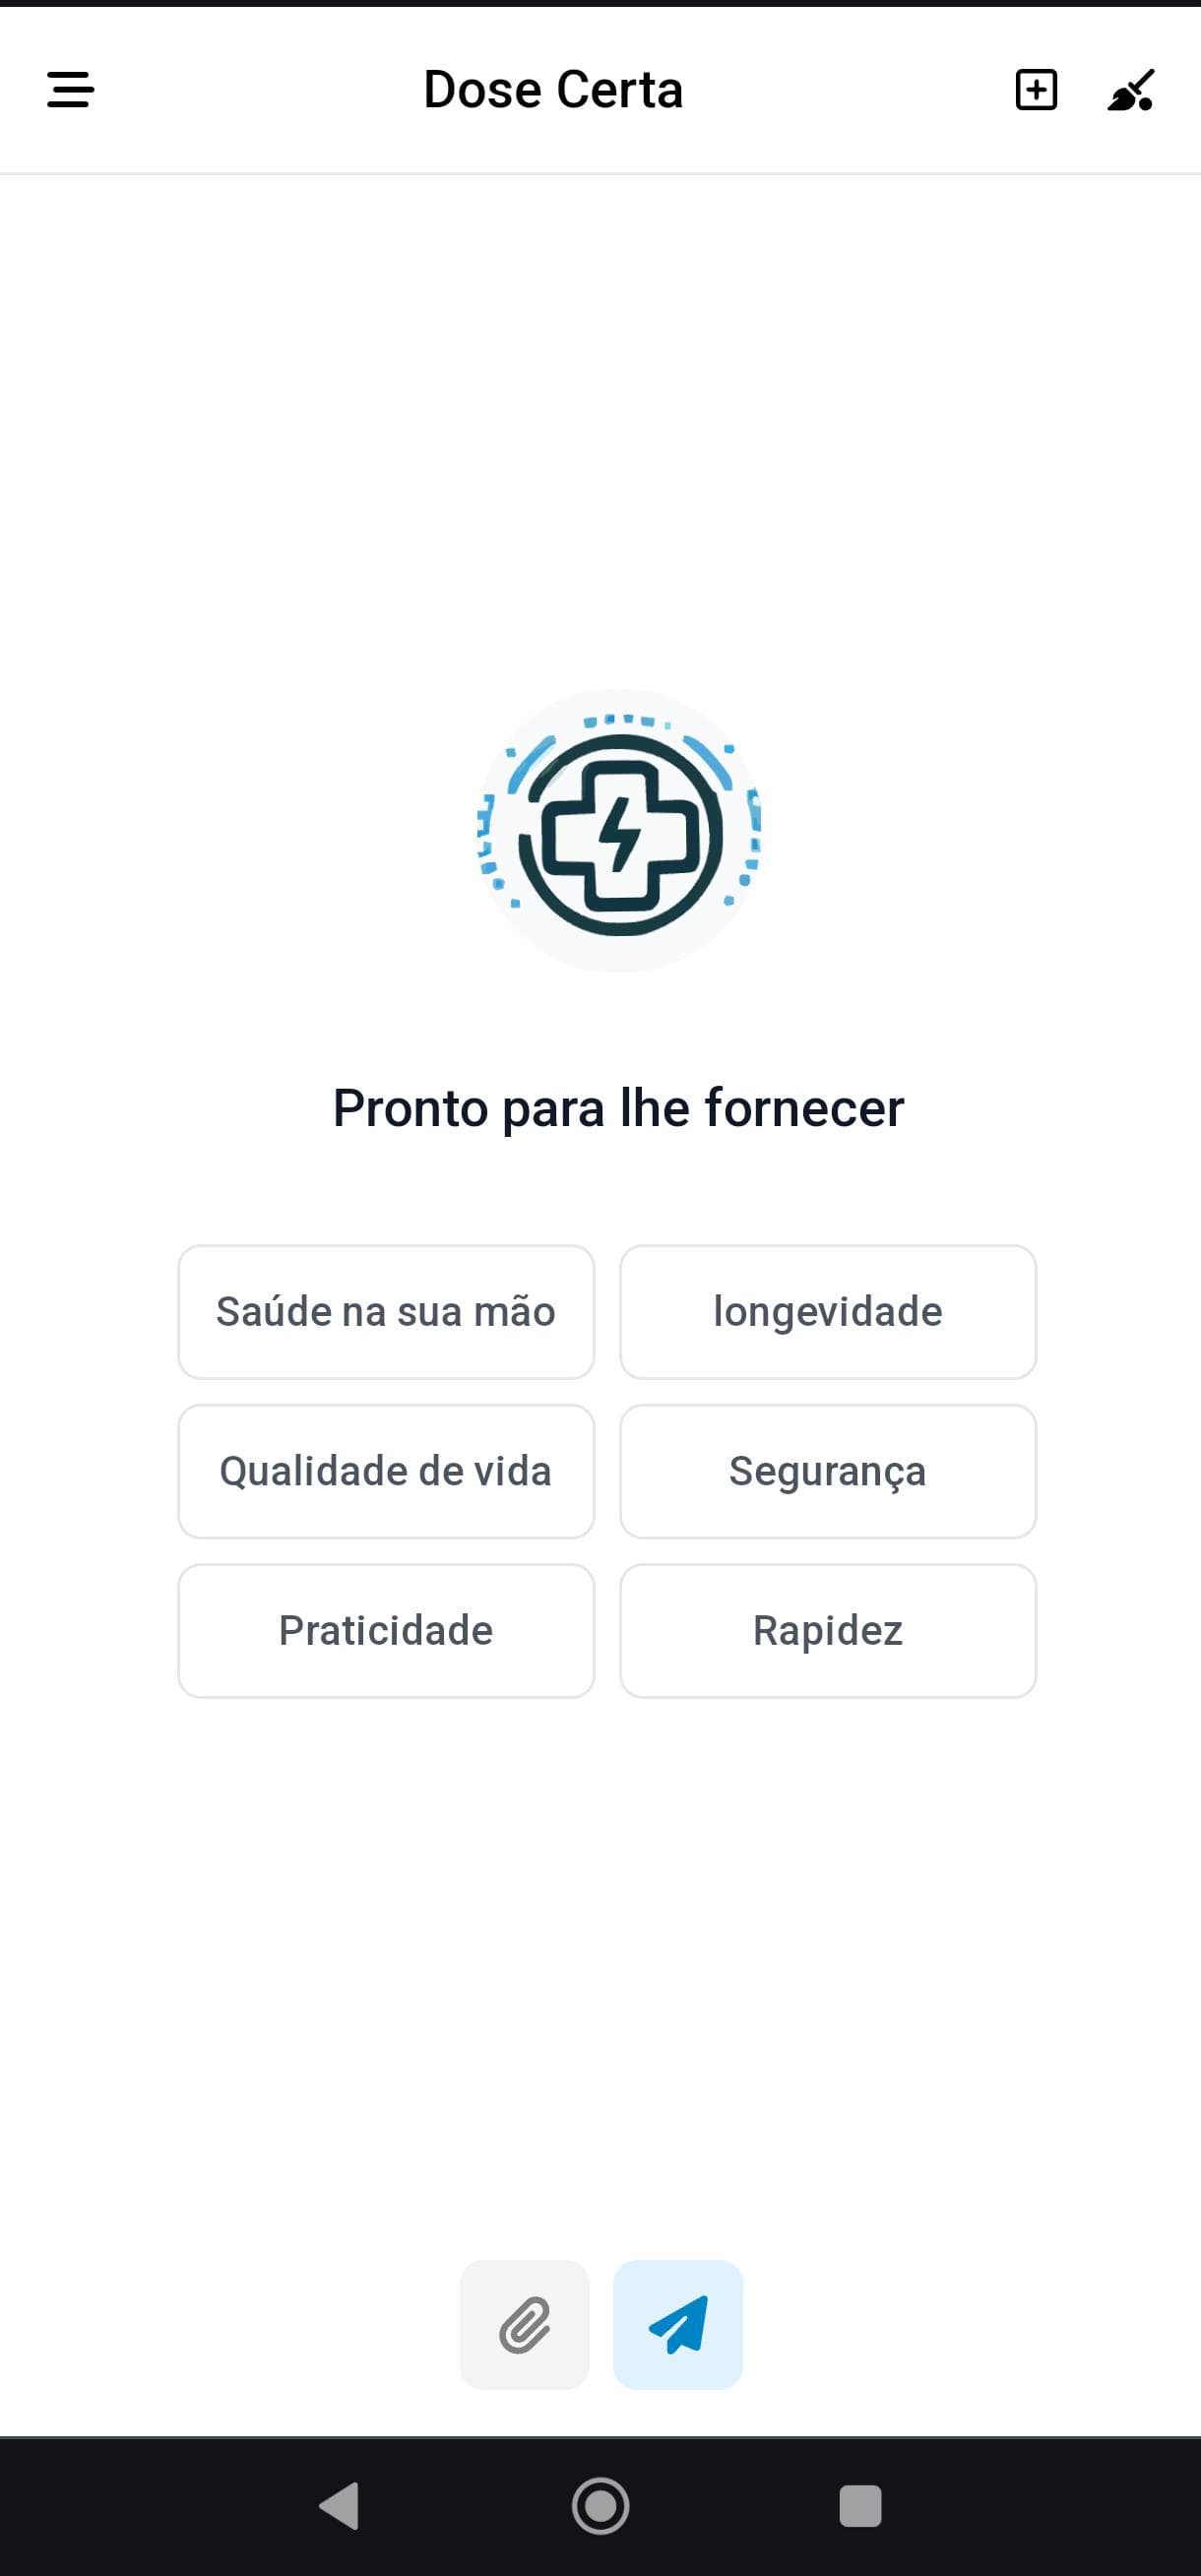 Dose Certa
Pronto para lhe fornecer
Saúde na sua mão
longevidade
Qualidade de vida
Segurança
Praticidade
Rapidez